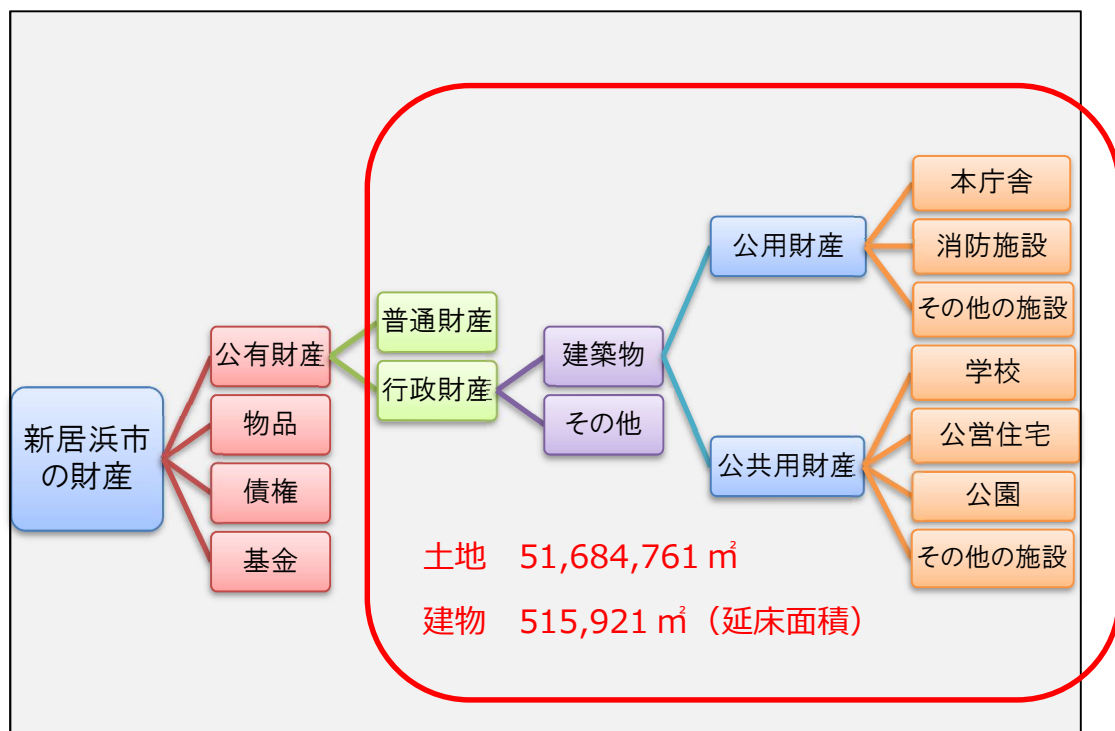 新居浜市
の財産
公有財産
物品
債権
基金
普通財産
行政財産
建築物
その他
公用財産
公共用財産
本庁舎
消防施設
その他の施設
学校
公営住宅
公園
その他の施設
土地　51,684,761㎡
建物　515,921㎡（延床面積）